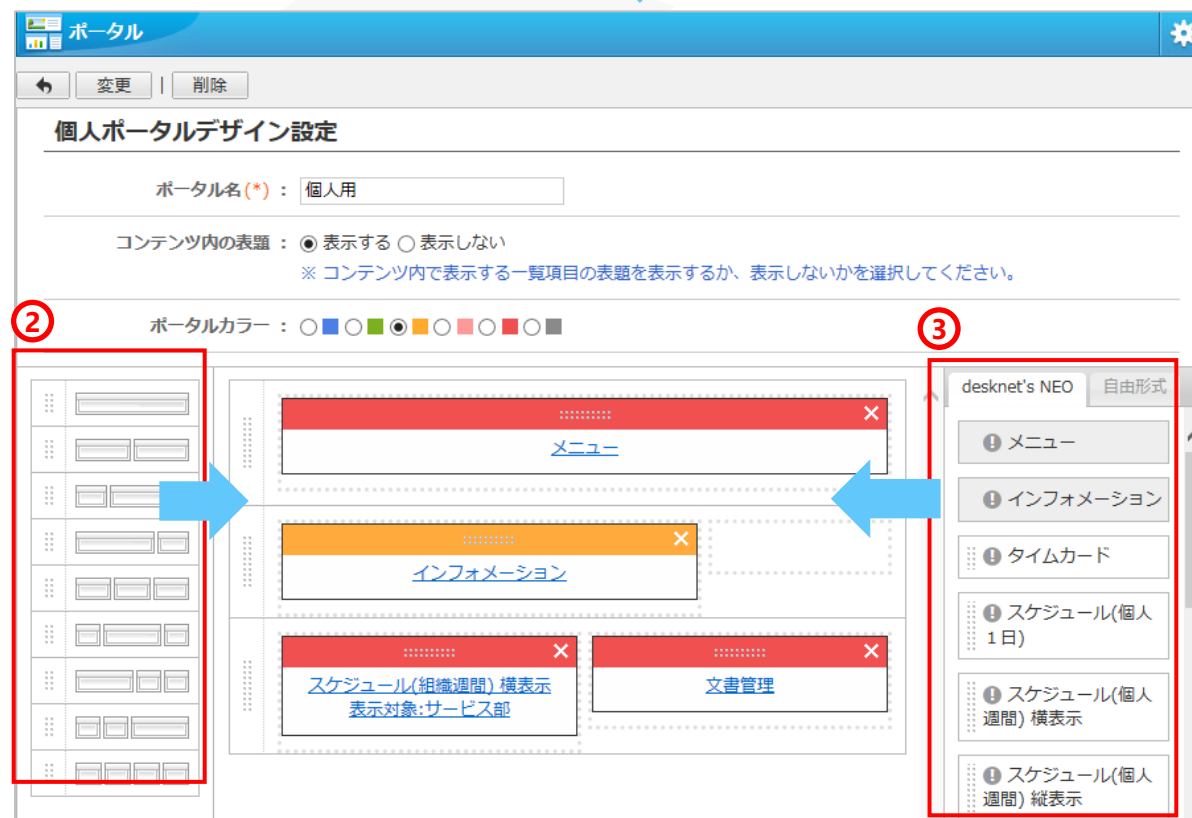 ポータル
変更 | 削除
個人ポータルデザイン設定
ポータル名(*) : 個人用
コンテンツ内の表題 : 表示する 表示しない
※ コンテンツ内で表示する一覧項目の表題を表示するか、表示しないかを選択してください。
ポータルカラー :
②
③
メニュー
インフォメーション
スケジュール(組織週間) 横表示
表示対象:サービス部
文書管理
desknet's NEO 自由形式
メニュー
インフォメーション
タイムカード
スケジュール(個人
1日)
スケジュール(個人
週間) 横表示
スケジュール(個人
週間) 縦表示